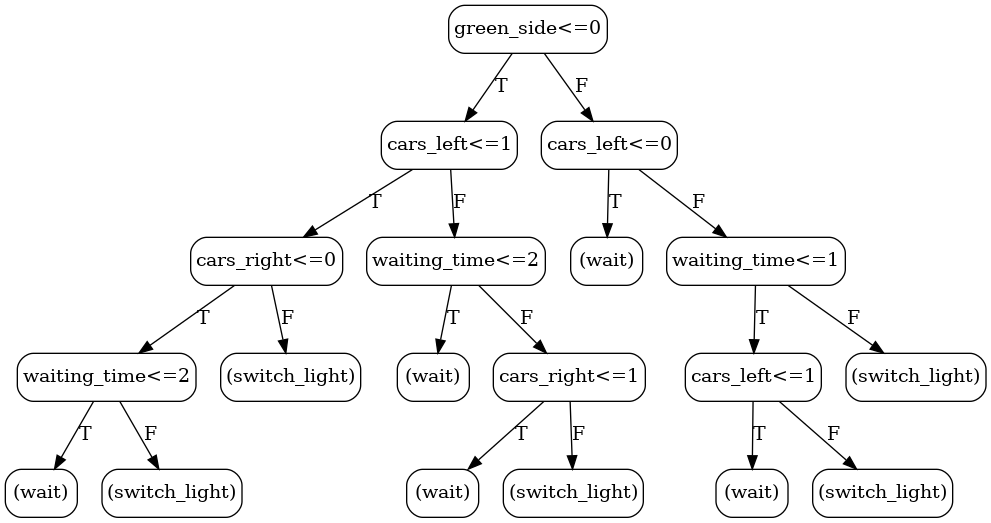 green_side<=0
T
F
cars_left<=1
cars_left<=0
T
F
T
F
cars_right<=0
waiting_time<=2
(wait)
waiting_time<=1
T
F
T
F
T
F
waiting_time<=2
(switch_light)
(wait)
cars_right<=1
cars_left<=1
(switch_light)
T
F
T
F
T
F
(wait)
(switch_light)
(wait)
(switch_light)
(wait)
(switch_light)